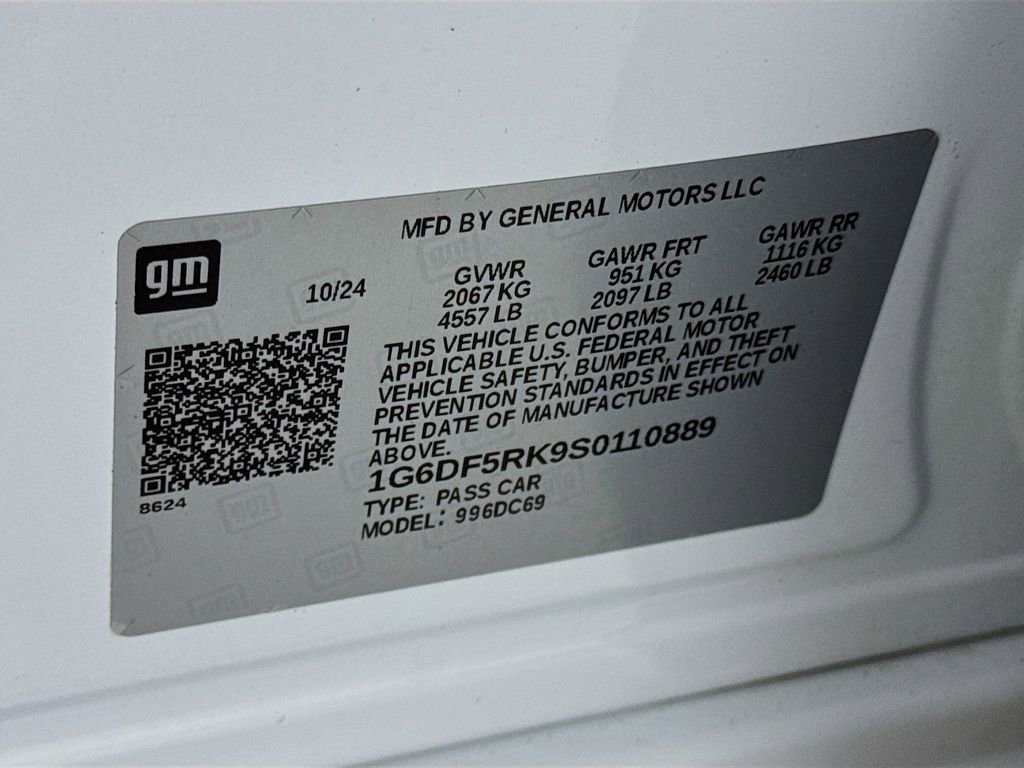 MFD BY GENERAL MOTORS LLC
gm
10/24
GVWR
2067 KG
4557 LB
GAWR FRT
951 KG
2097 LB
GAWR RR
1116 KG
2460 LB
THIS VEHICLE CONFORMS TO ALL
APPLICABLE U.S. FEDERAL MOTOR
VEHICLE SAFETY, BUMPER, AND THEFT
PREVENTION STANDARDS IN EFFECT ON
THE DATE OF MANUFACTURE SHOWN
ABOVE.
1G6DF5RK9S0110889
TYPE: PASS CAR
MODEL: 996DC69
8624